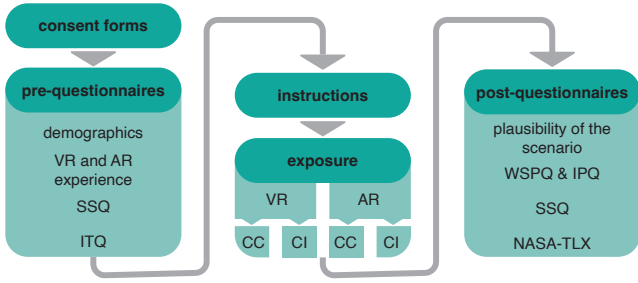 consent forms
pre-questionnaires
demographics
VR and AR
experience
SSQ
ITQ
instructions
exposure
VR
AR
CC
CI
CC
CI
post-questionnaires
plausibility of the
scenario
WSPQ & IPQ
SSQ
NASA-TLX